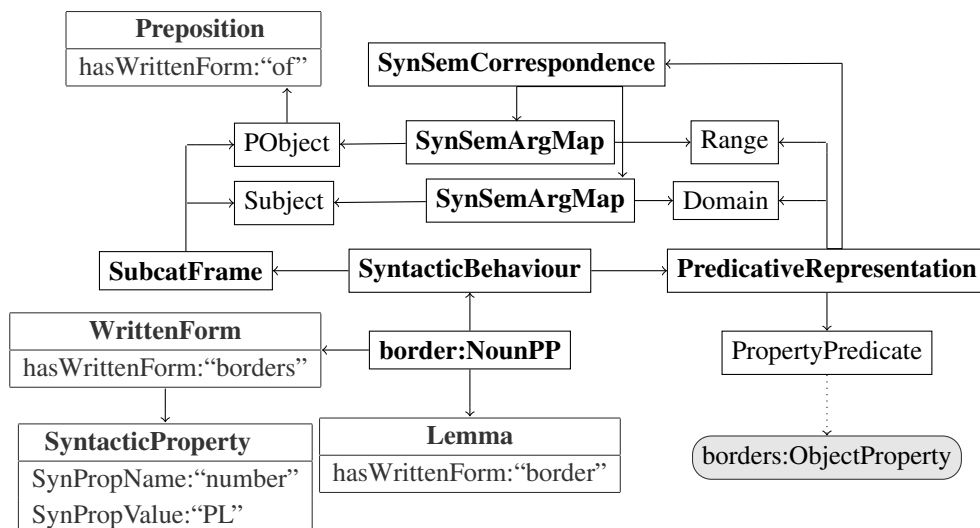 Preposition
hasWrittenForm:“of”
SynSemCorrespondence
PObject
SynSemArgMap
Range
Subject
SynSemArgMap
Domain
SubcatFrame
SyntacticBehaviour
PredicativeRepresentation
WrittenForm
hasWrittenForm:“borders”
border:NounPP
PropertyPredicate
SyntacticProperty
SynPropName:“number”
SynPropValue:“PL”
Lemma
hasWrittenForm:“border”
borders:ObjectProperty